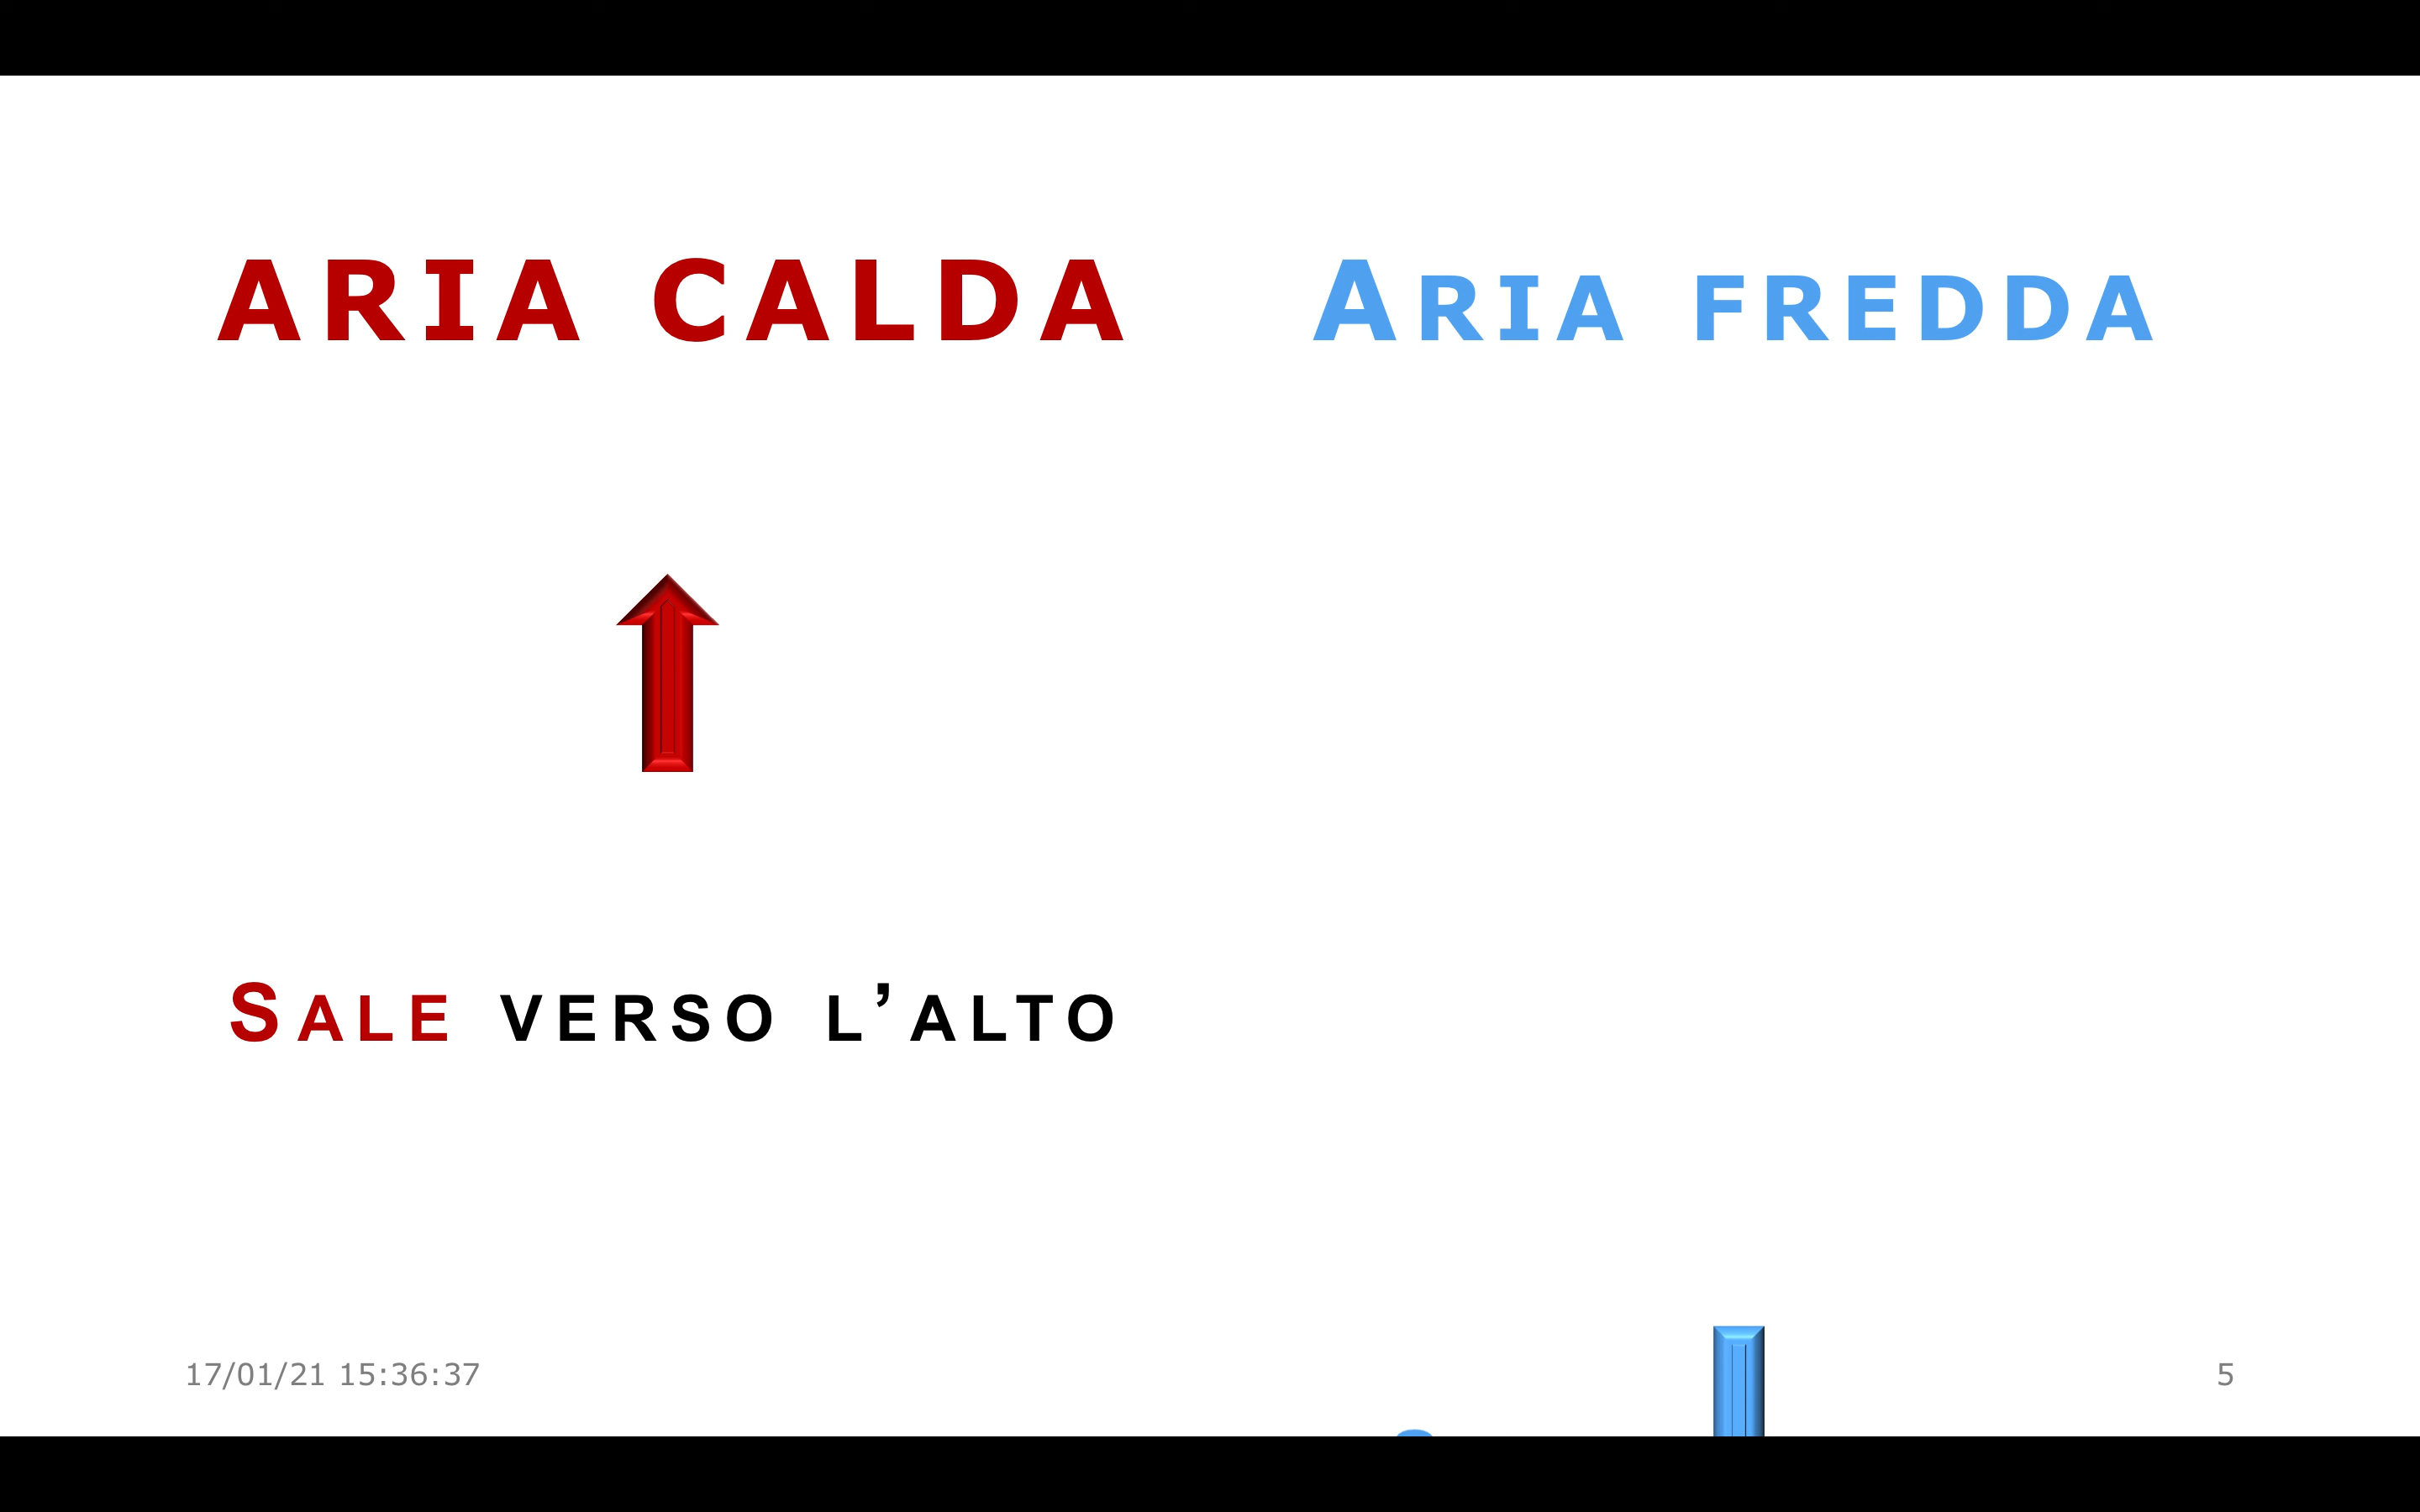 ARIA CALDA
ARIA FREDDA
SALE VERSO L’ALTO
17/01/21 15:36:37
5